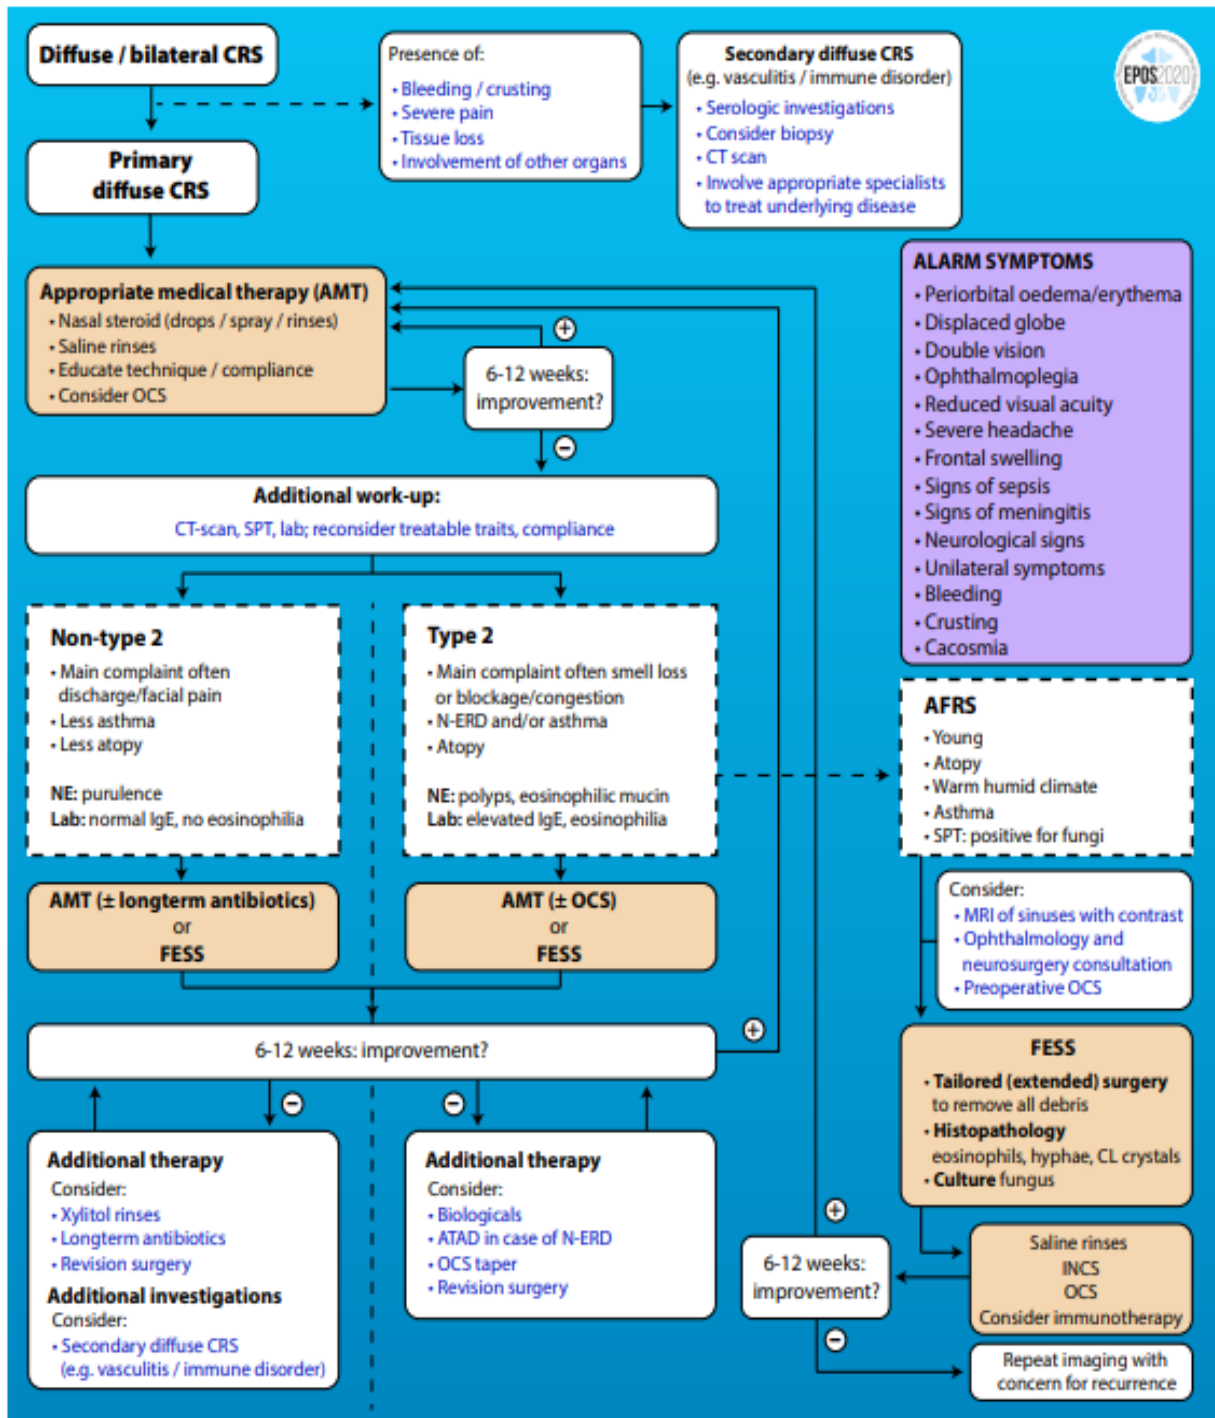 Diffuse / bilateral CRS
Presence of:
• Bleeding / crusting
• Severe pain
• Tissue loss
• Involvement of other organs
Secondary diffuse CRS
(e.g. vasculitis / immune disorder)
• Serologic investigations
• Consider biopsy
• CT scan
• Involve appropriate specialists
to treat underlying disease
EPOS2020
Primary
diffuse CRS
Appropriate medical therapy (AMT)
• Nasal steroid (drops / spray / rinses)
• Saline rinses
• Educate technique / compliance
• Consider OCS
+
6-12 weeks:
improvement?
−
Additional work-up:
CT-scan, SPT, lab; reconsider treatable traits, compliance
ALARM SYMPTOMS
• Periorbital oedema/erythema
• Displaced globe
• Double vision
• Ophthalmoplegia
• Reduced visual acuity
• Severe headache
• Frontal swelling
• Signs of sepsis
• Signs of meningitis
• Neurological signs
• Unilateral symptoms
• Bleeding
• Crusting
• Cacosmia
Non-type 2
• Main complaint often
discharge/facial pain
• Less asthma
• Less atopy
NE: purulence
Lab: normal IgE, no eosinophilia
Type 2
• Main complaint often smell loss
or blockage/congestion
• N-ERD and/or asthma
• Atopy
NE: polyps, eosinophilic mucin
Lab: elevated IgE, eosinophilia
AFRS
• Young
• Atopy
• Warm humid climate
• Asthma
• SPT: positive for fungi
AMT (± longterm antibiotics)
or
FESS
AMT (± OCS)
or
FESS
Consider:
• MRI of sinuses with contrast
• Ophthalmology and
neurosurgery consultation
• Preoperative OCS
6-12 weeks: improvement?
+
−
−
FESS
• Tailored (extended) surgery
to remove all debris
• Histopathology
eosinophils, hyphae, CL crystals
• Culture fungus
Additional therapy
Consider:
• Xylitol rinses
• Longterm antibiotics
• Revision surgery
Additional investigations
Consider:
• Secondary diffuse CRS
(e.g. vasculitis / immune disorder)
Additional therapy
Consider:
• Biologicals
• ATAD in case of N-ERD
• OCS taper
• Revision surgery
+
6-12 weeks:
improvement?
−
Saline rinses
INCS
OCS
Consider immunotherapy
Repeat imaging with
concern for recurrence